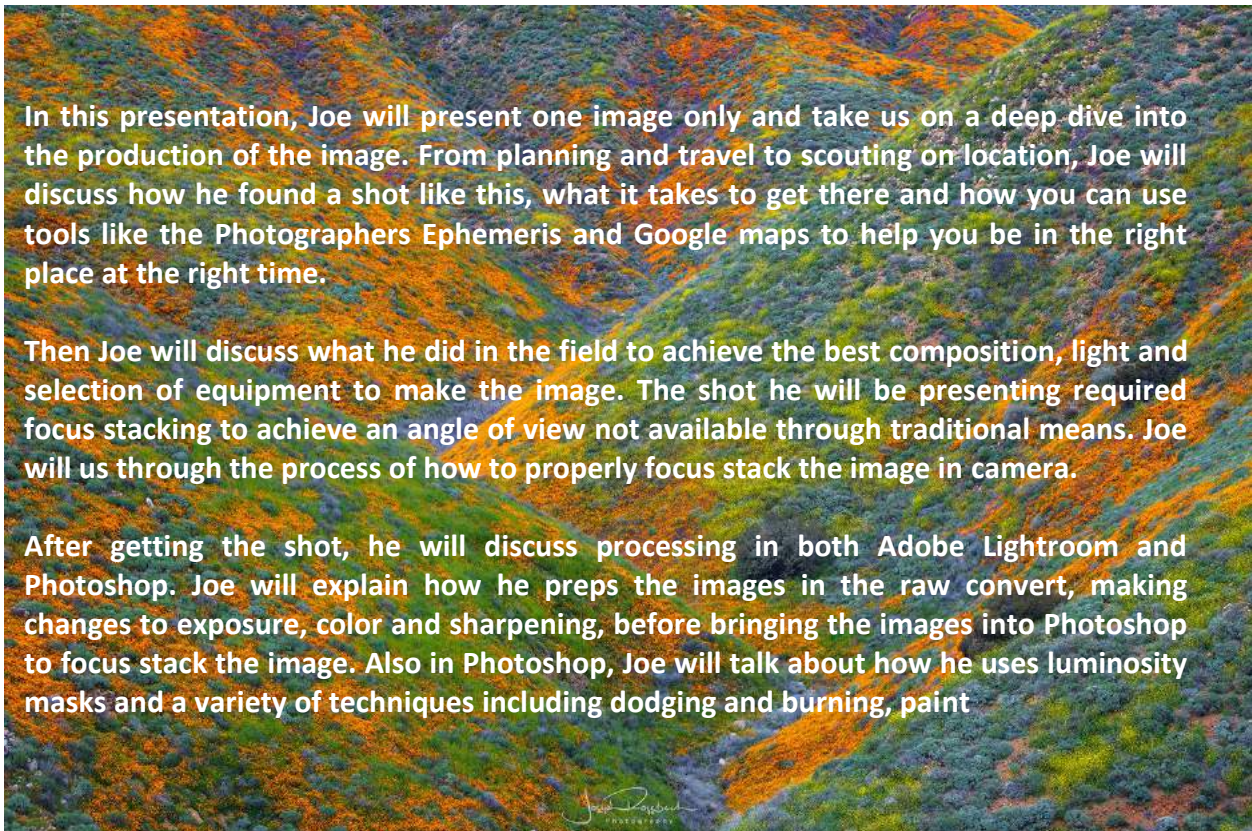 In this presentation, Joe will present one image only and take us on a deep dive into
the production of the image. From planning and travel to scouting on location, Joe will
discuss how he found a shot like this, what it takes to get there and how you can use
tools like the Photographers Ephemeris and Google maps to help you be in the right
place at the right time.
Then Joe will discuss what he did in the field to achieve the best composition, light and
selection of equipment to make the image. The shot he will be presenting required
focus stacking to achieve an angle of view not available through traditional means. Joe
will us through the process of how to properly focus stack the image in camera.
After getting the shot, he will discuss processing in both Adobe Lightroom and
Photoshop. Joe will explain how he preps the images in the raw convert, making
changes to exposure, color and sharpening, before bringing the images into Photoshop
to focus stack the image. Also in Photoshop, Joe will talk about how he uses luminosity
masks and a variety of techniques including dodging and burning, paint
Joseph Rossbach
PHOTOGRAPHY